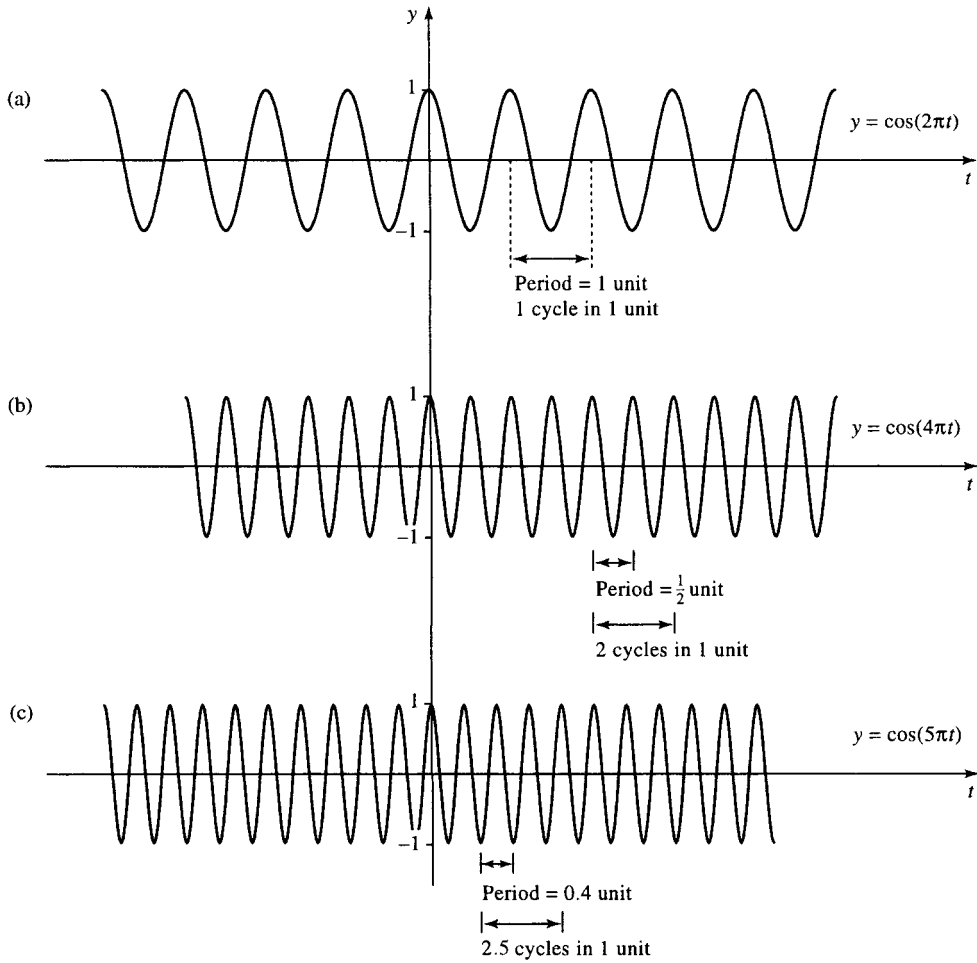 y
(a)
1
y = cos(2πt)
t
−1
Period = 1 unit
1 cycle in 1 unit
(b)
1
y = cos(4πt)
t
−1
Period = 1/2 unit
2 cycles in 1 unit
(c)
1
y = cos(5πt)
t
−1
Period = 0.4 unit
2.5 cycles in 1 unit